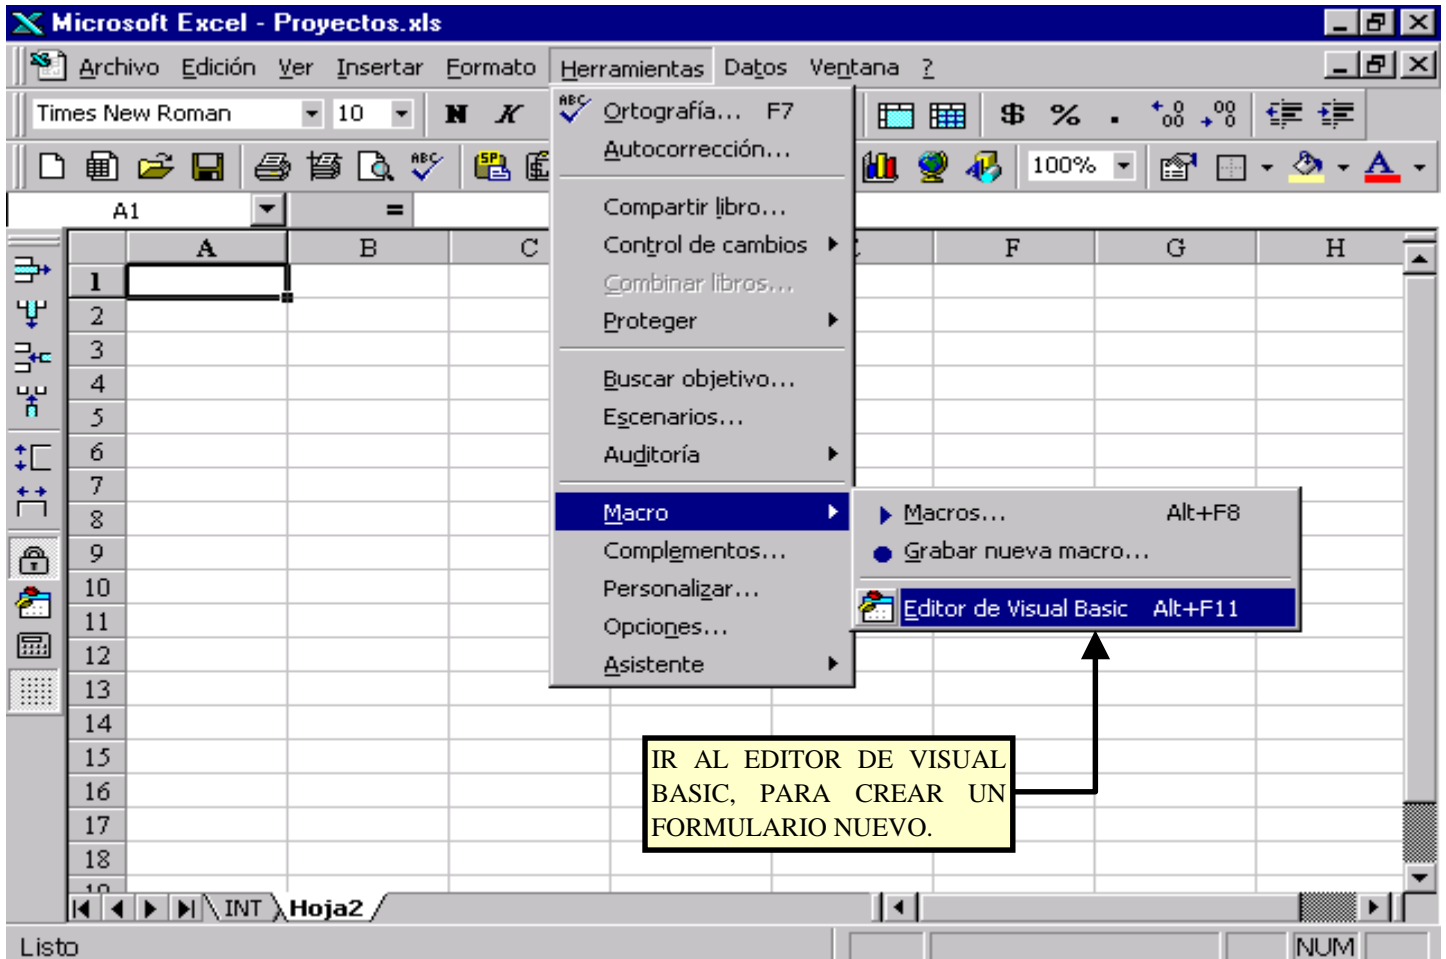 Microsoft Excel - Proyectos.xls
Archivo Edición Ver Insertar Formato Herramientas Datos Ventana ?
Times New Roman 10 N K $ %
100%
A1 =
A B C F G H
1
2
3
4
5
6
7
8
9
10
11
12
13
14
15
16
17
18
19
Ortografía... F7
Autocorrección...
Compartir libro...
Control de cambios
Combinar libros...
Proteger
Buscar objetivo...
Escenarios...
Auditoría
Macro
Complementos...
Personalizar...
Opciones...
Asistente
Macros... Alt+F8
Grabar nueva macro...
Editor de Visual Basic Alt+F11
IR AL EDITOR DE VISUAL
BASIC, PARA CREAR UN
FORMULARIO NUEVO.
INT Hoja2
Listo NUM